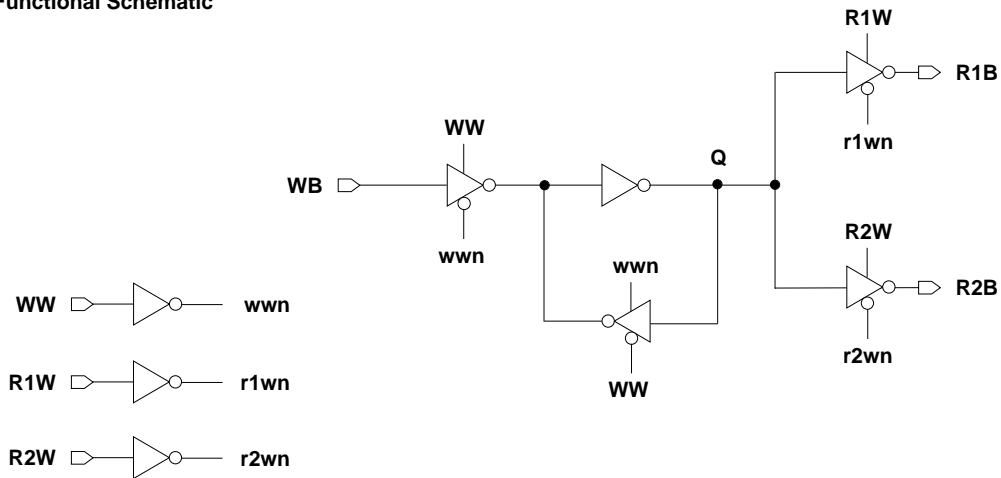 Functional Schematic
R1W
R1B
r1wn
WW
Q
WB
wwn
R2W
wwn
R2B
WW
wwn
r2wn
R1W
r1wn
WW
R2W
r2wn